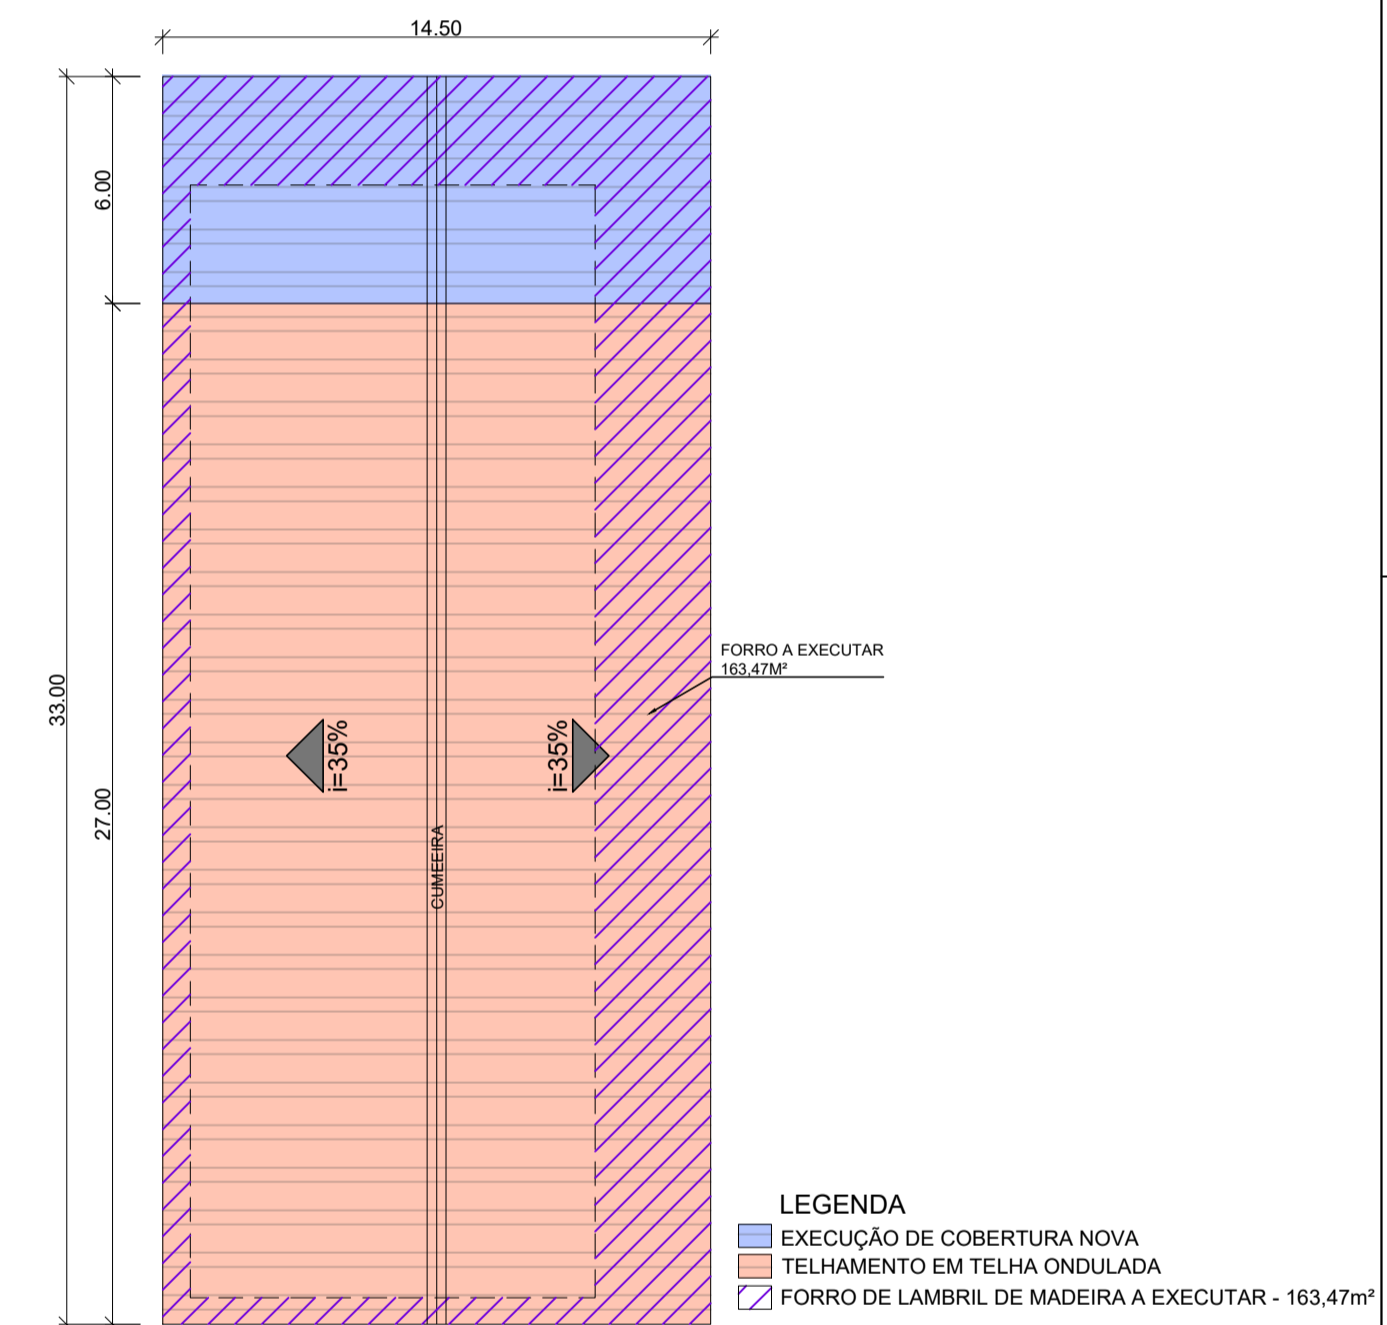 14.50
6.00
33.00
27.00
FORRO A EXECUTAR
163,47M²
i=35%
i=35%
CUMEEIRA
LEGENDA
EXECUÇÃO DE COBERTURA NOVA
TELHAMENTO EM TELHA ONDULADA
FORRO DE LAMBRIL DE MADEIRA A EXECUTAR - 163,47m²